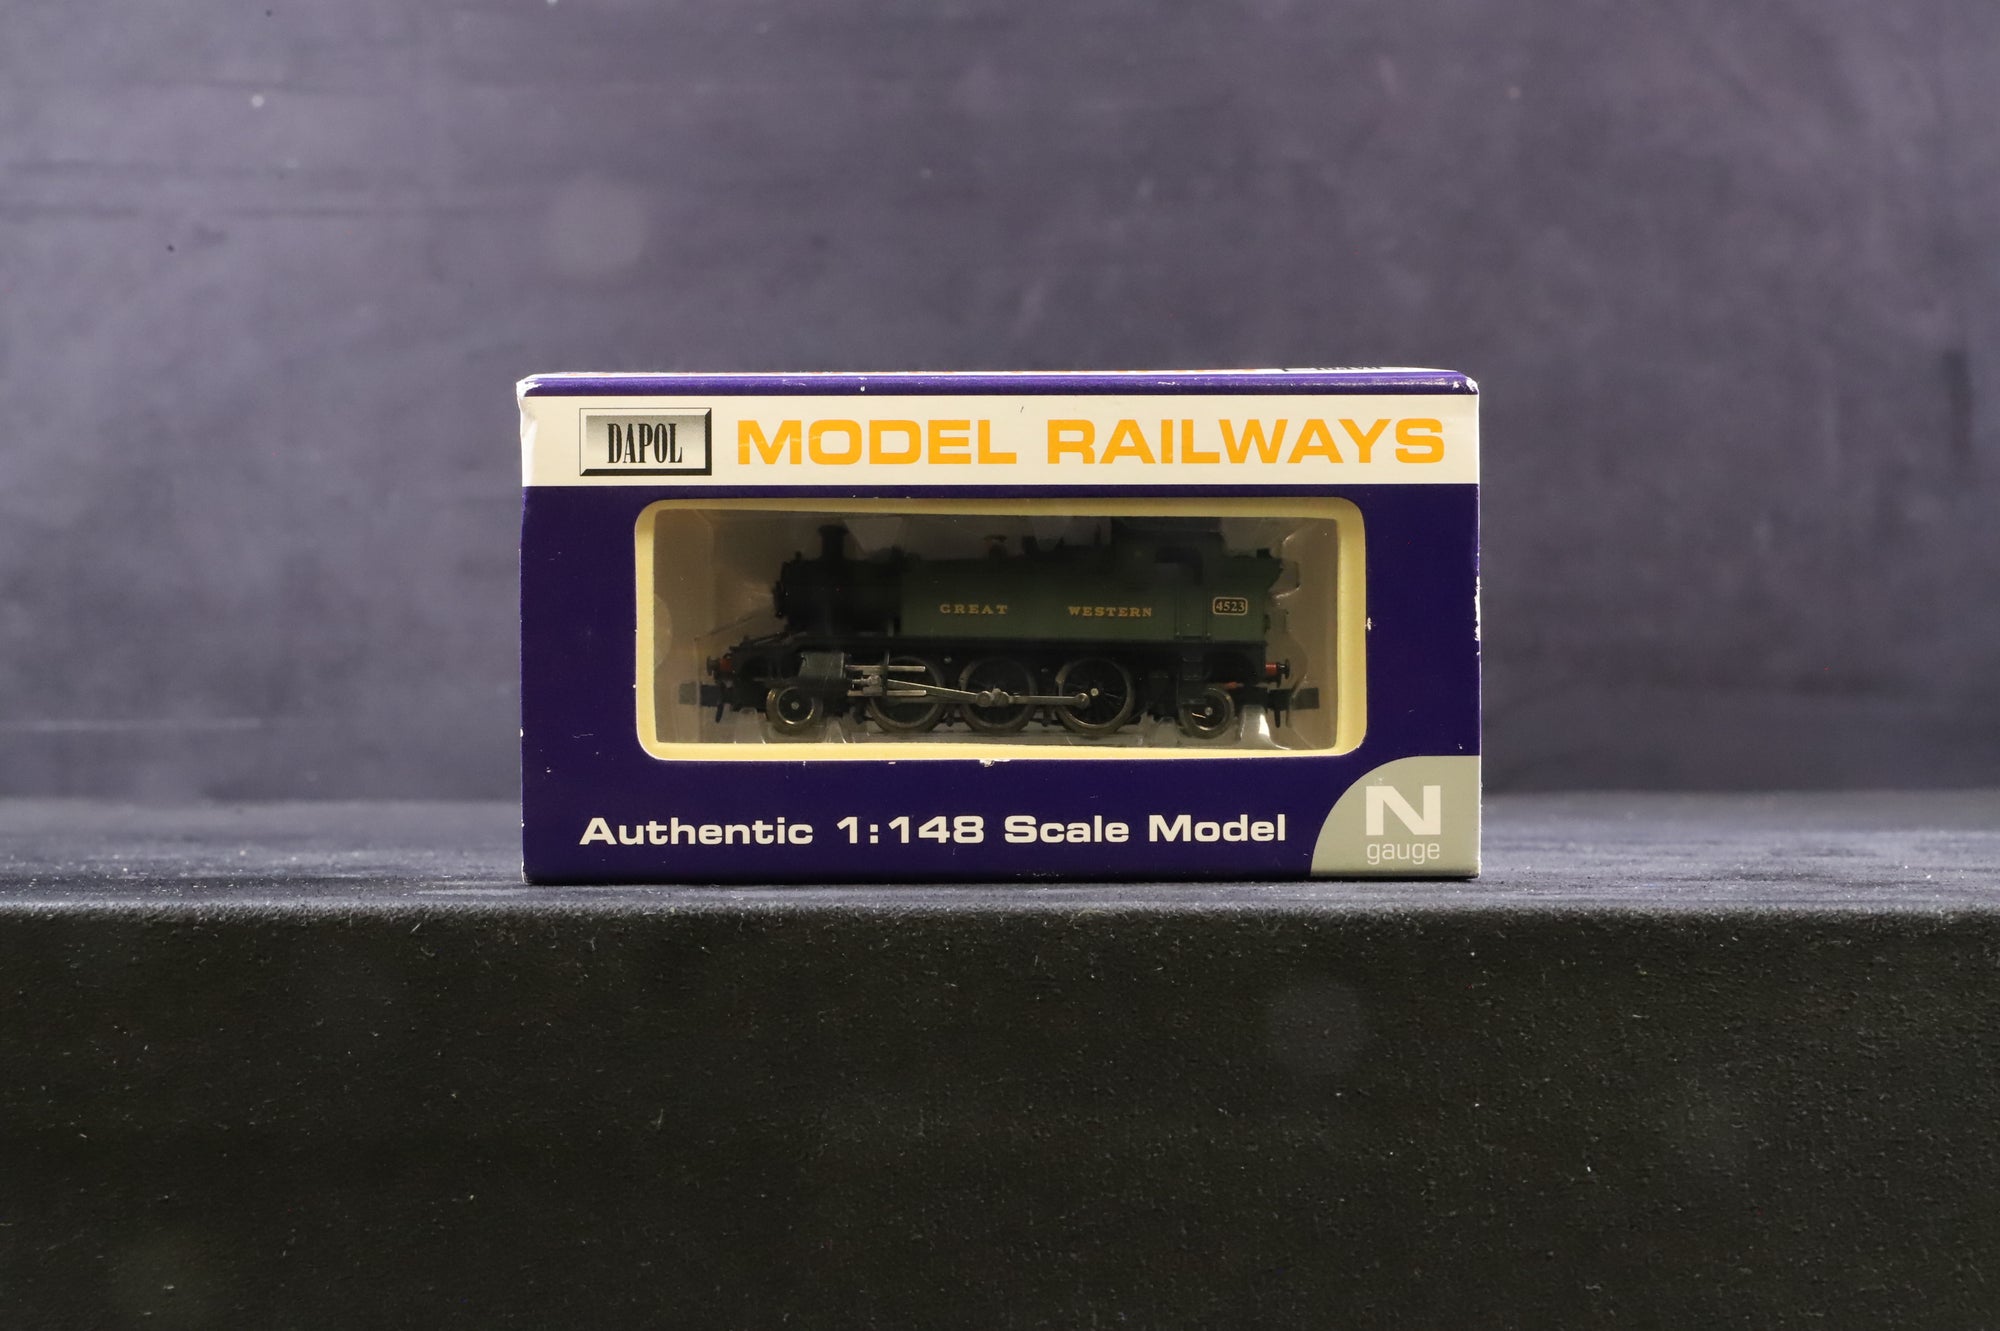 DAPOL MODEL RAILWAYS
GREAT WESTERN 4523
Authentic 1:148 Scale Model
N
gauge